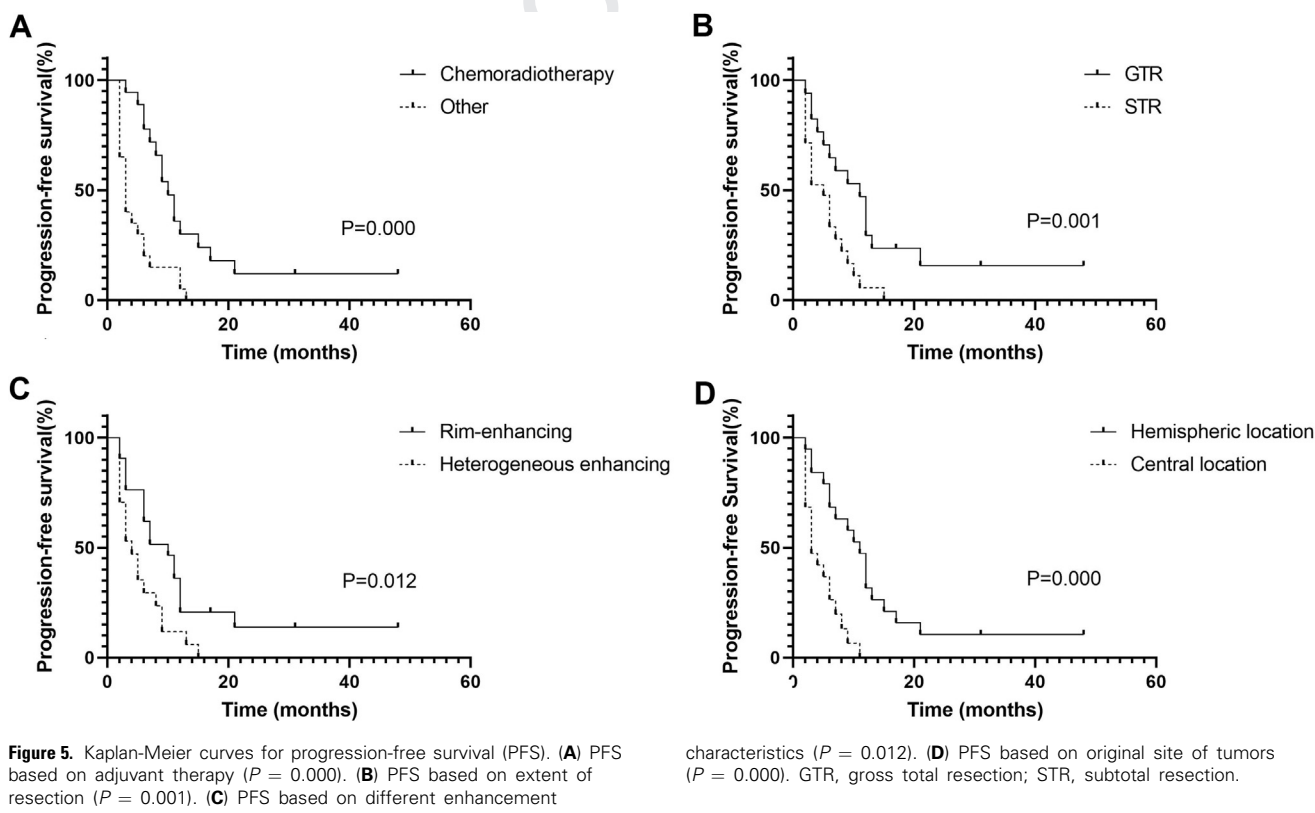 A
Progression-free survival(%)
100
50
0
0
20
40
60
Time (months)
Chemoradiotherapy
Other
P=0.000
B
Progression-free survival(%)
100
50
0
0
20
40
60
Time (months)
GTR
STR
P=0.001
C
Progression-free survival(%)
100
50
0
0
20
40
60
Time (months)
Rim-enhancing
Heterogeneous enhancing
P=0.012
D
Progression-free Survival(%)
100
50
0
0
20
40
60
Time (months)
Hemispheric location
Central location
P=0.000
Figure 5. Kaplan-Meier curves for progression-free survival (PFS). (A) PFS
based on adjuvant therapy (P = 0.000). (B) PFS based on extent of
resection (P = 0.001). (C) PFS based on different enhancement
characteristics (P = 0.012). (D) PFS based on original site of tumors
(P = 0.000). GTR, gross total resection; STR, subtotal resection.